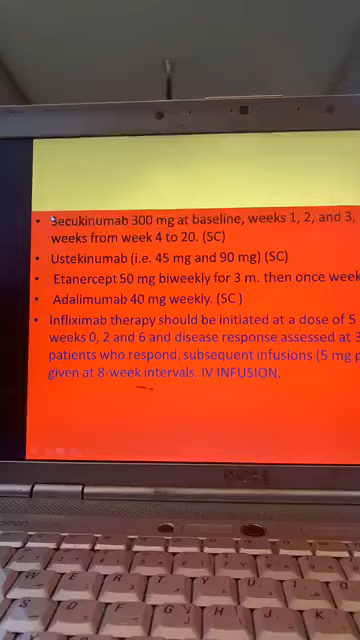 • Secukinumab 300 mg at baseline, weeks 1, 2, and 3,
weeks from week 4 to 20. (SC)
• Ustekinumab (i.e. 45 mg and 90 mg) (SC)
• Etanercept 50 mg biweekly for 3 m. then once week
• Adalimumab 40 mg weekly. (SC )
• Infliximab therapy should be initiated at a dose of 5
weeks 0, 2 and 6 and disease response assessed at 3
patients who respond, subsequent infusions (5 mg p
given at 8-week intervals. IV INFUSION.
W E R T Y U I
S D F G H J K